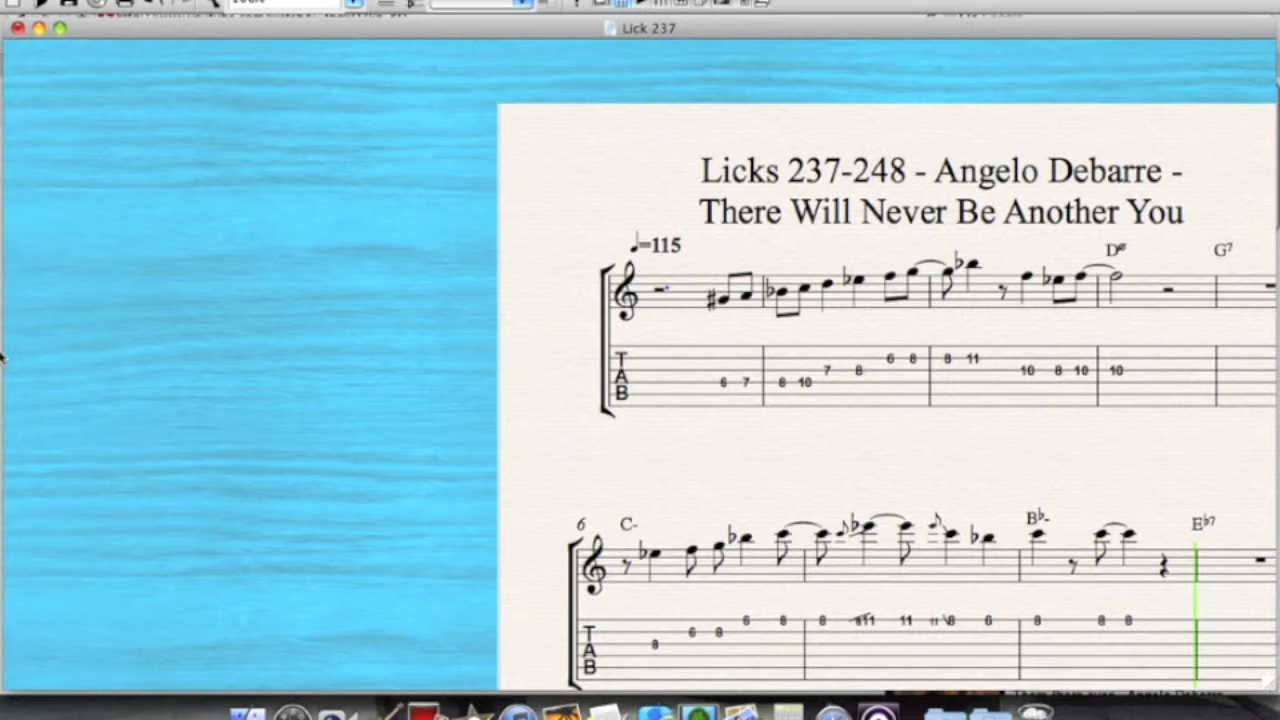 Lick 237
Licks 237-248 - Angelo Debarre -
There Will Never Be Another You
♩=115
Dø G7
T
A
B
6 7 8 10 7 8 6 8 8 11 10 8 10 10
6 C- Bb- Eb7
T
A
B
8 6 8 6 8 8 11 11 8 6 8 8 8